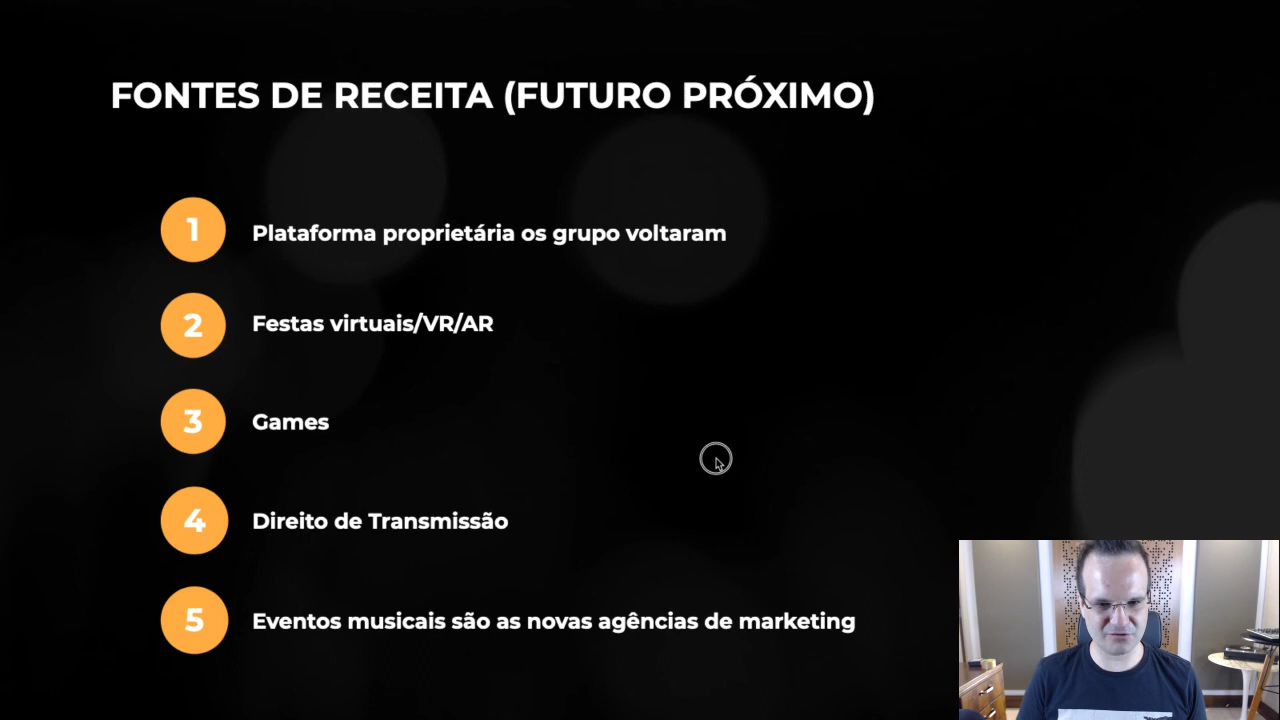 FONTES DE RECEITA (FUTURO PRÓXIMO)
1 Plataforma proprietária os grupo voltaram
2 Festas virtuais/VR/AR
3 Games
4 Direito de Transmissão
5 Eventos musicais são as novas agências de marketing